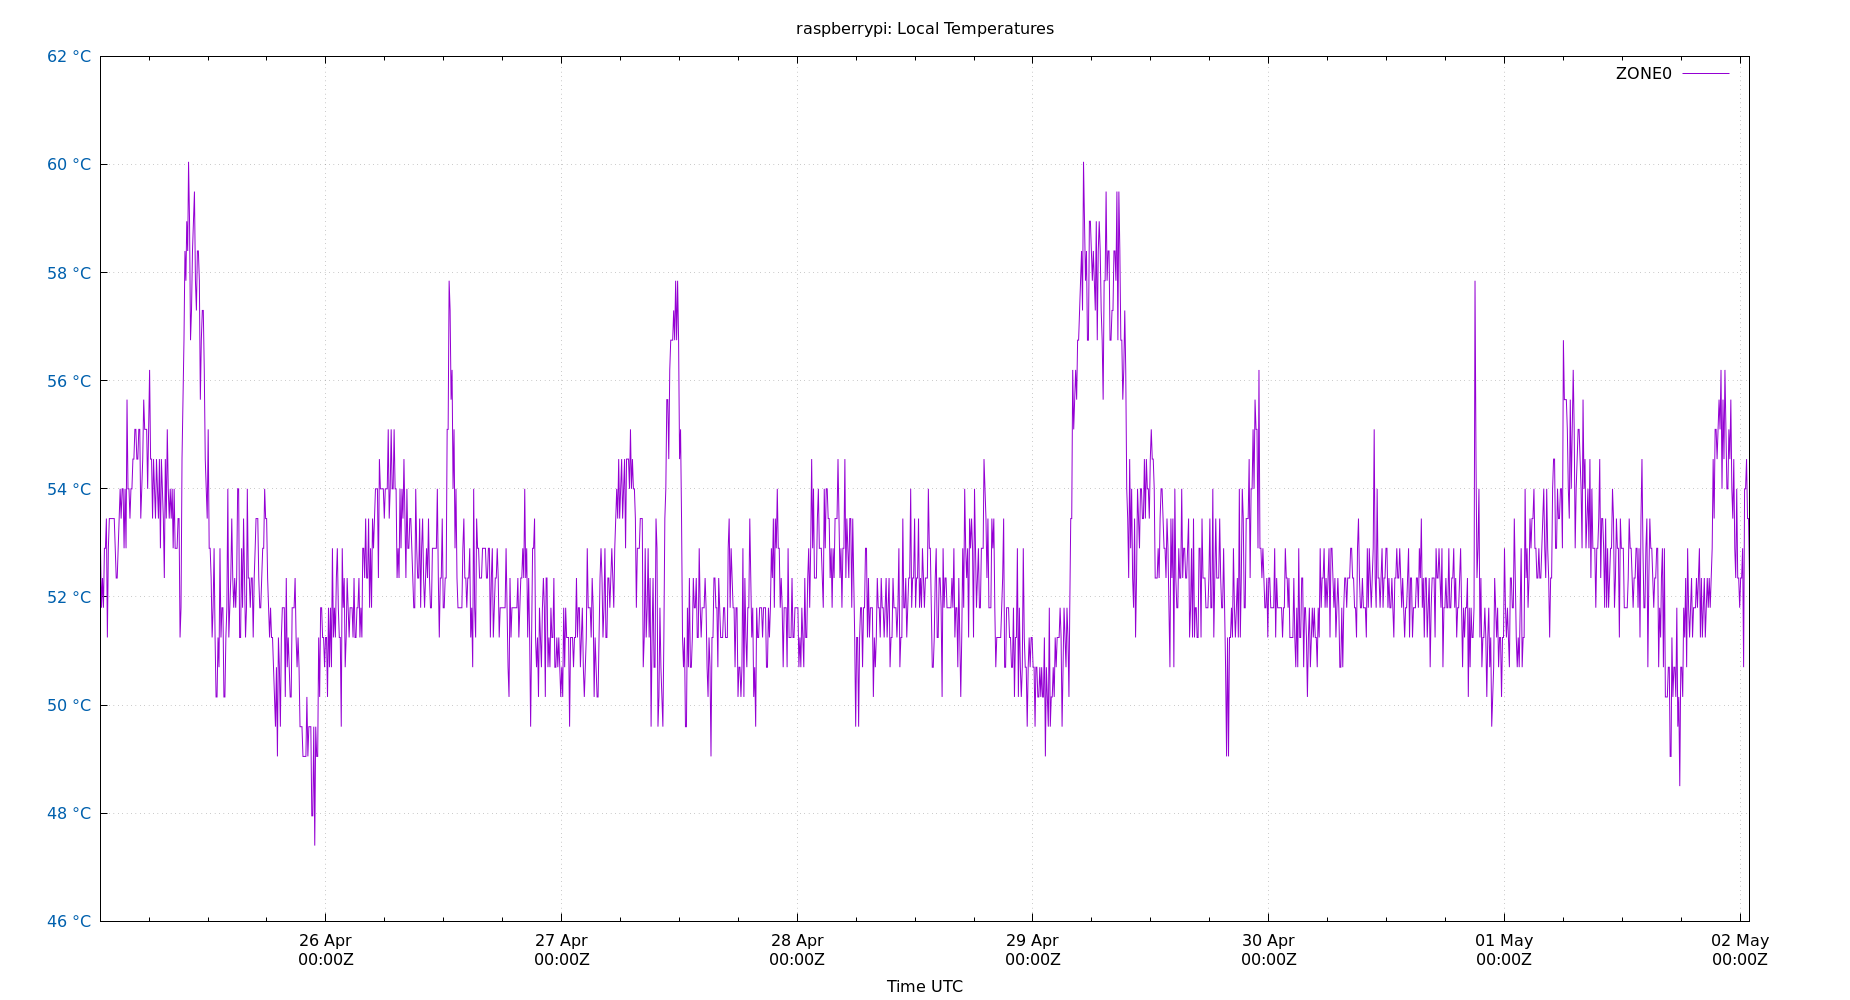 raspberrypi: Local Temperatures
62 °C
ZONE0
60 °C
58 °C
56 °C
54 °C
52 °C
50 °C
48 °C
46 °C
26 Apr 27 Apr 28 Apr 29 Apr 30 Apr 01 May 02 May
00:00Z 00:00Z 00:00Z 00:00Z 00:00Z 00:00Z 00:00Z
Time UTC